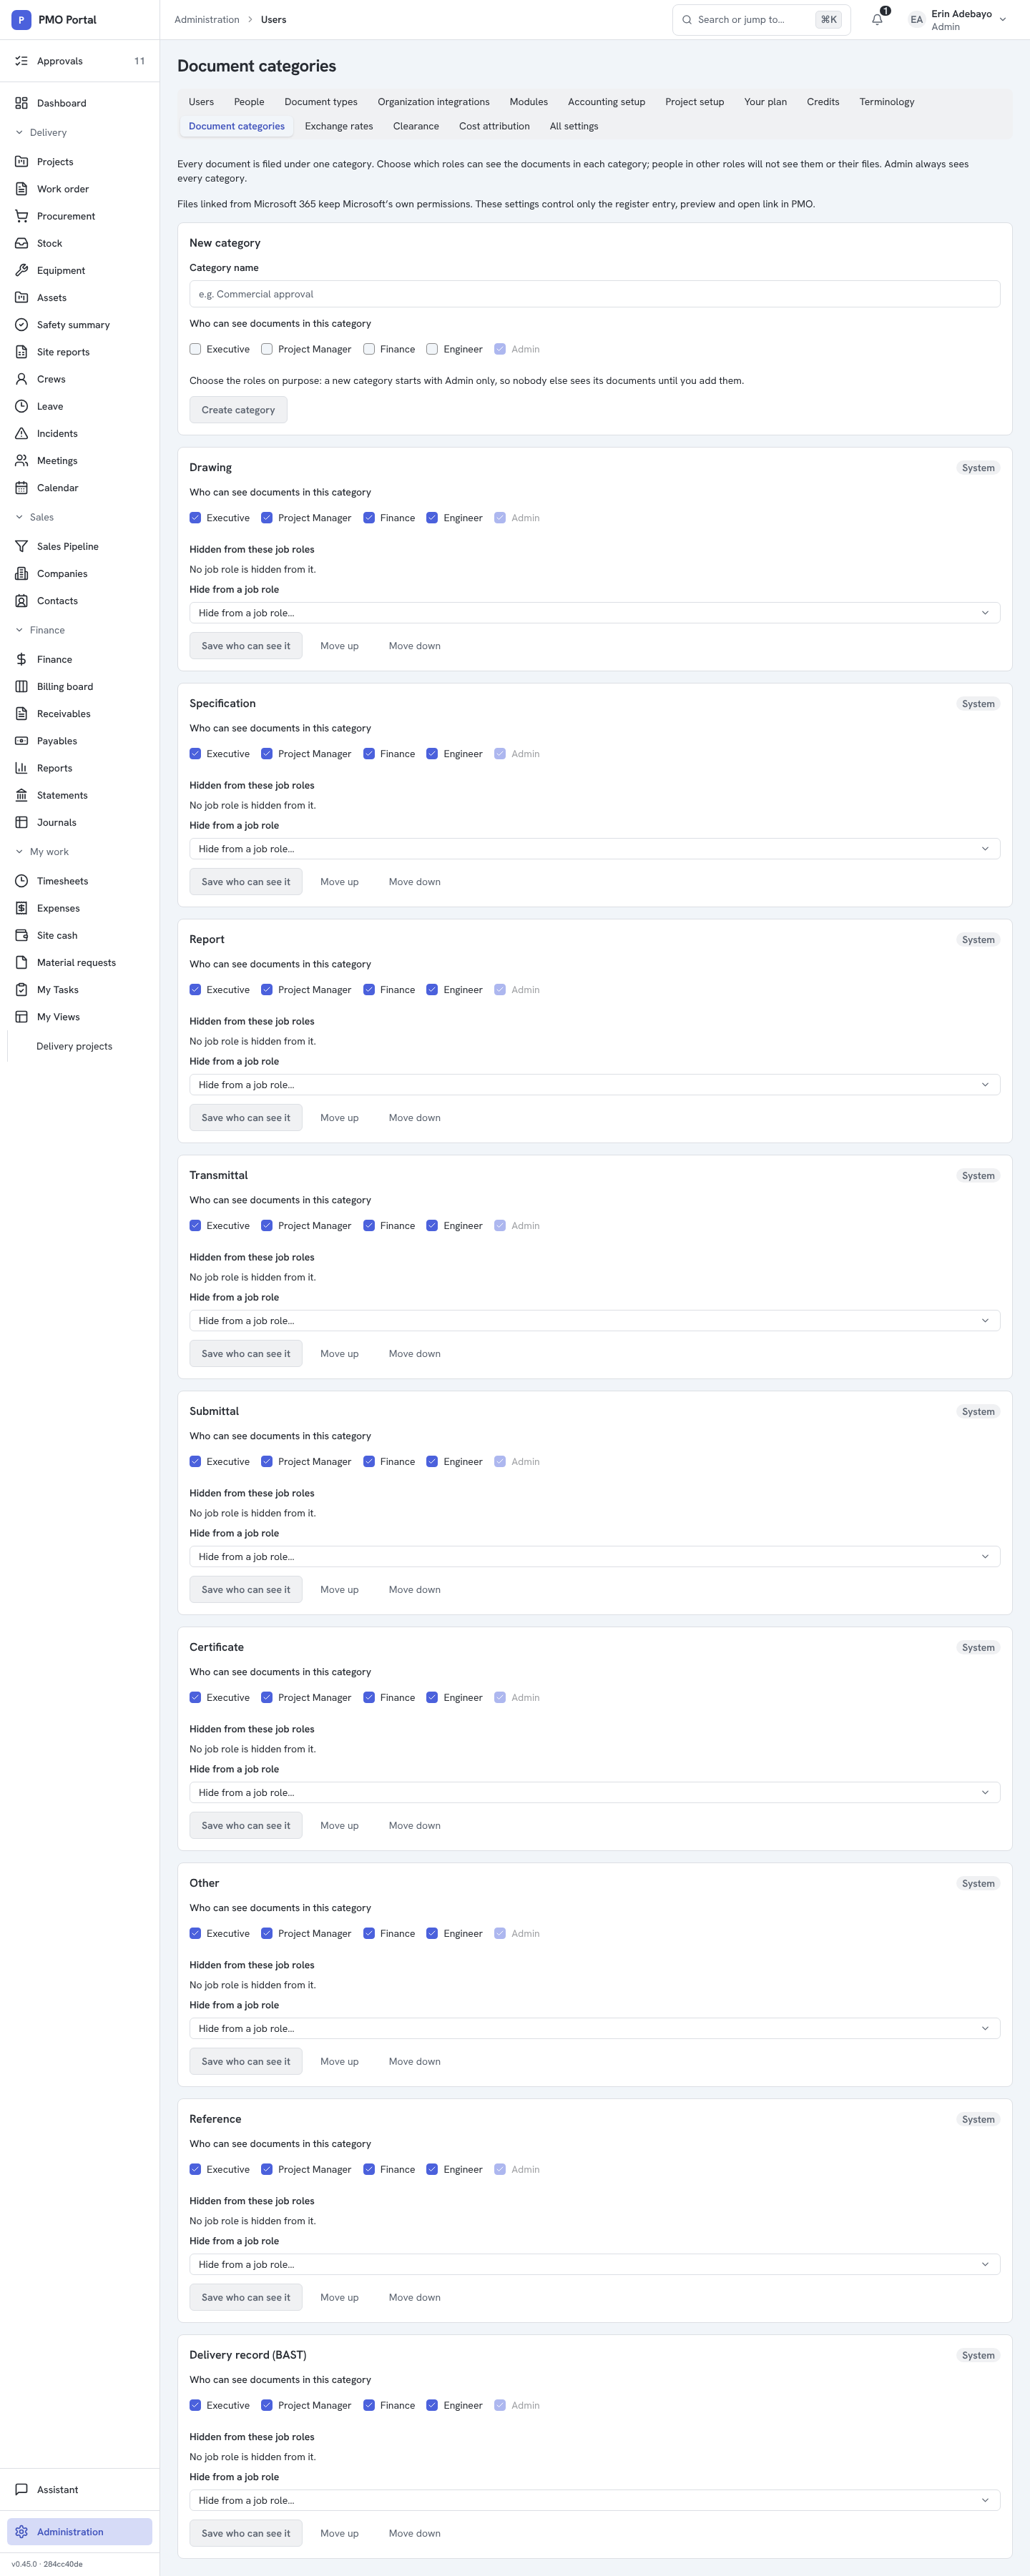 P PMO Portal
Administration > Users
Search or jump to... ⌘K
1
EA
Erin Adebayo
Admin
Approvals 11
Dashboard
Delivery
Projects
Work order
Procurement
Stock
Equipment
Assets
Safety summary
Site reports
Crews
Leave
Incidents
Meetings
Calendar
Sales
Sales Pipeline
Companies
Contacts
Finance
Finance
Billing board
Receivables
Payables
Reports
Statements
Journals
My work
Timesheets
Expenses
Site cash
Material requests
My Tasks
My Views
Delivery projects
Assistant
Administration
v0.45.0 · 284cc40de
Document categories
Users People Document types Organization integrations Modules Accounting setup Project setup Your plan Credits Terminology
Document categories Exchange rates Clearance Cost attribution All settings
Every document is filed under one category. Choose which roles can see the documents in each category; people in other roles will not see them or their files. Admin always sees
every category.
Files linked from Microsoft 365 keep Microsoft’s own permissions. These settings control only the register entry, preview and open link in PMO.
New category
Category name
e.g. Commercial approval
Who can see documents in this category
Executive Project Manager Finance Engineer Admin
Choose the roles on purpose: a new category starts with Admin only, so nobody else sees its documents until you add them.
Create category
Drawing System
Who can see documents in this category
Executive Project Manager Finance Engineer Admin
Hidden from these job roles
No job role is hidden from it.
Hide from a job role
Hide from a job role...
Save who can see it Move up Move down
Specification System
Who can see documents in this category
Executive Project Manager Finance Engineer Admin
Hidden from these job roles
No job role is hidden from it.
Hide from a job role
Hide from a job role...
Save who can see it Move up Move down
Report System
Who can see documents in this category
Executive Project Manager Finance Engineer Admin
Hidden from these job roles
No job role is hidden from it.
Hide from a job role
Hide from a job role...
Save who can see it Move up Move down
Transmittal System
Who can see documents in this category
Executive Project Manager Finance Engineer Admin
Hidden from these job roles
No job role is hidden from it.
Hide from a job role
Hide from a job role...
Save who can see it Move up Move down
Submittal System
Who can see documents in this category
Executive Project Manager Finance Engineer Admin
Hidden from these job roles
No job role is hidden from it.
Hide from a job role
Hide from a job role...
Save who can see it Move up Move down
Certificate System
Who can see documents in this category
Executive Project Manager Finance Engineer Admin
Hidden from these job roles
No job role is hidden from it.
Hide from a job role
Hide from a job role...
Save who can see it Move up Move down
Other System
Who can see documents in this category
Executive Project Manager Finance Engineer Admin
Hidden from these job roles
No job role is hidden from it.
Hide from a job role
Hide from a job role...
Save who can see it Move up Move down
Reference System
Who can see documents in this category
Executive Project Manager Finance Engineer Admin
Hidden from these job roles
No job role is hidden from it.
Hide from a job role
Hide from a job role...
Save who can see it Move up Move down
Delivery record (BAST) System
Who can see documents in this category
Executive Project Manager Finance Engineer Admin
Hidden from these job roles
No job role is hidden from it.
Hide from a job role
Hide from a job role...
Save who can see it Move up Move down